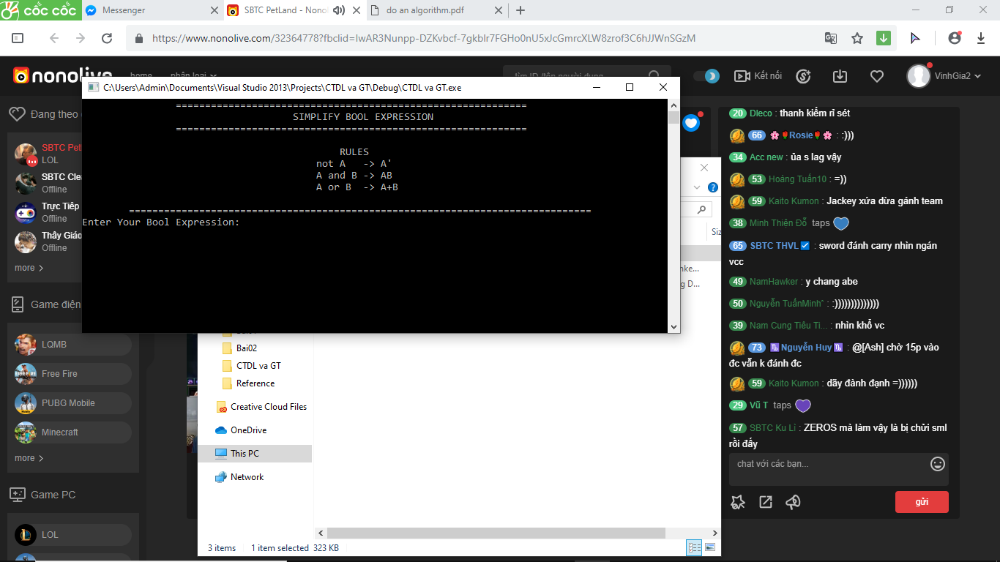 cốc cốc
Messenger
SBTC PetLand - Nonol
do an algorithm.pdf
https://www.nonolive.com/32364778?fbclid=IwAR3Nunpp-DZKvbcf-7gkbIr7FGHo0nU5xJcGmrcXLW8zrof3C6hJJWnSGzM
nonolive
home
phân loại
tìm ID /tên người dùng
Kết nối
VinhGia2
C:\Users\Admin\Documents\Visual Studio 2013\Projects\CTDL va GT\Debug\CTDL va GT.exe
============================================================
SIMPLIFY BOOL EXPRESSION
============================================================
RULES
not A -> A'
A and B -> AB
A or B -> A+B
===============================================================================
Enter Your Bool Expression:
Đang theo
SBTC Pet
LOL
SBTC Cle
Offline
Trực Tiếp
Offline
Thầy Giáo
Offline
more
Game điện
LQMB
Free Fire
PUBG Mobile
Minecraft
more
Game PC
LOL
Siz
nke...
g D...
Bai02
CTDL va GT
Reference
Creative Cloud Files
OneDrive
This PC
Network
3 items 1 item selected 323 KB
20 Dleco : thanh kiếm rỉ sét
66 🌸🌹Rosie🌹🌸 : :)))
34 Acc new : ủa s lag vậy
53 Hoàng Tuấn10 : =))
59 Kaito Kumon : Jackey xứa dừa gánh team
38 Minh Thiện Đỗ taps
65 SBTC THVL☑ : sword đánh carry nhìn ngán
vcc
49 NamHawker : y chang abe
50 Nguyễn TuấnMinh˜ : :))))))))))))))
39 Nam Cung Tiêu Ti... : nhìn khổ vc
73 ♑Nguyễn Huy♑ : @[Ash] chờ 15p vào
đc vẫn k đánh đc
59 Kaito Kumon : dãy đành đạnh =))))))
29 Vũ T taps
57 SBTC Ku Lì : ZEROS mà làm vậy là bị chửi sml
rồi đấy
chat với các bạn...
gửi